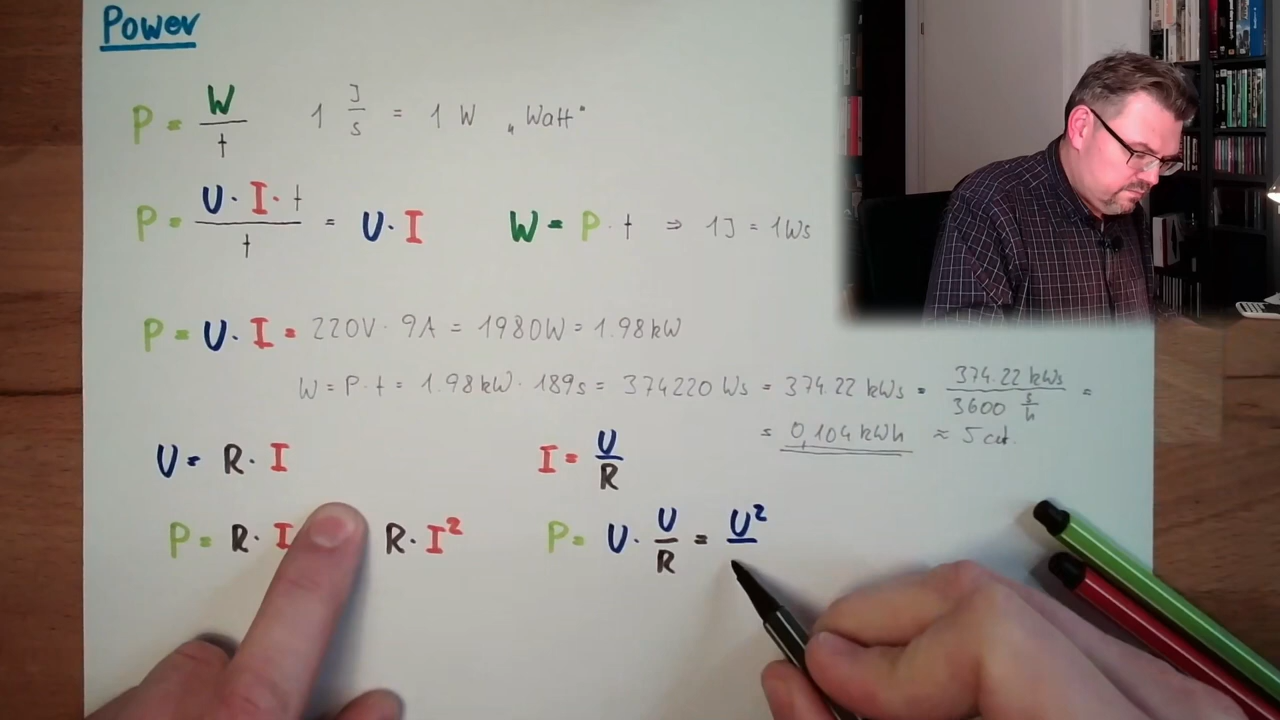 Power
P = W/t 1 J/s = 1 W „Watt"
P = U·I·t/t = U·I W = P·t ⇒ 1J = 1Ws
P = U·I = 220V·9A = 1980W = 1.98kW
W = P·t = 1.98kW·189s = 374220 Ws = 374.22 kWs = 374.22 kWs/3600 s/h =
= 0,104 kWh ≈ 5 ct.
U = R·I I = U/R
P = R·I R·I² P = U·U/R = U²